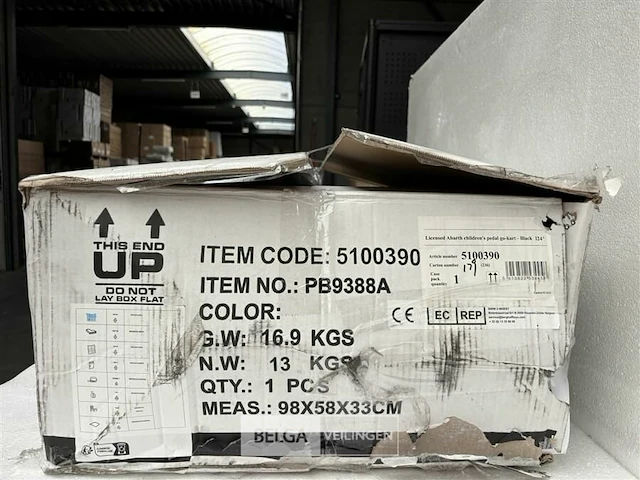 THIS END
UP
DO NOT
LAY BOX FLAT
ITEM CODE: 5100390
ITEM NO.: PB9388A
COLOR:
G.W: 16.9 KGS
N.W: 13 KGS
QTY.: 1 PCS
MEAS.: 98X58X33CM
Licensed Abarth children's pedal go-kart - Black
Article number 5100390
Carton number 179
Case pack quantity 1
CE EC REP
BELGA VEILINGEN